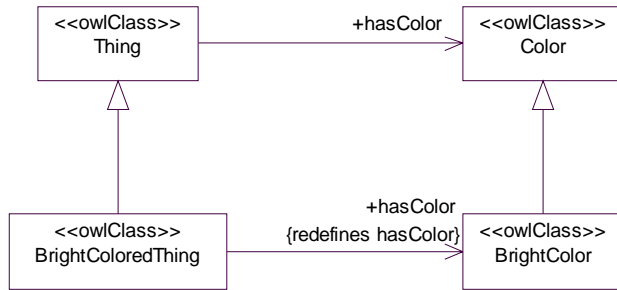 <<owlClass>>
Thing
+hasColor
<<owlClass>>
Color
<<owlClass>>
BrightColoredThing
+hasColor
{redefines hasColor}
<<owlClass>>
BrightColor